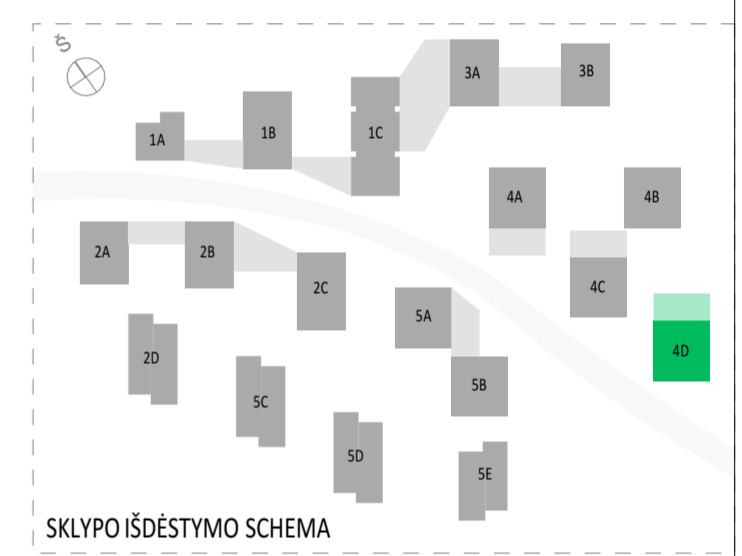 Š
3A
3B
1A
1B
1C
4A
4B
2A
2B
2C
4C
5A
4D
2D
5B
5C
5D
5E
SKLYPO IŠDĖSTYMO SCHEMA